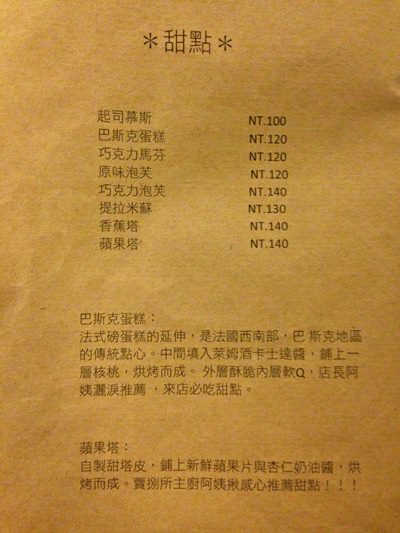 ＊甜點＊
起司慕斯 NT.100
巴斯克蛋糕 NT.120
巧克力馬芬 NT.120
原味泡芙 NT.120
巧克力泡芙 NT.140
提拉米蘇 NT.130
香蕉塔 NT.140
蘋果塔 NT.140
巴斯克蛋糕：
法式磅蛋糕的延伸，是法國西南部，巴 斯克地區
的傳統點心。中間填入萊姆酒卡士達醬，鋪上一
層核桃，烘烤而成。 外層酥脆內層軟Q，店長阿
姨灑淚推薦 ，來店必吃甜點。
蘋果塔：
自製甜塔皮，鋪上新鮮蘋果片與杏仁奶油醬，烘
烤而成。賣捌所主廚阿姨揪感心推薦甜點！！！